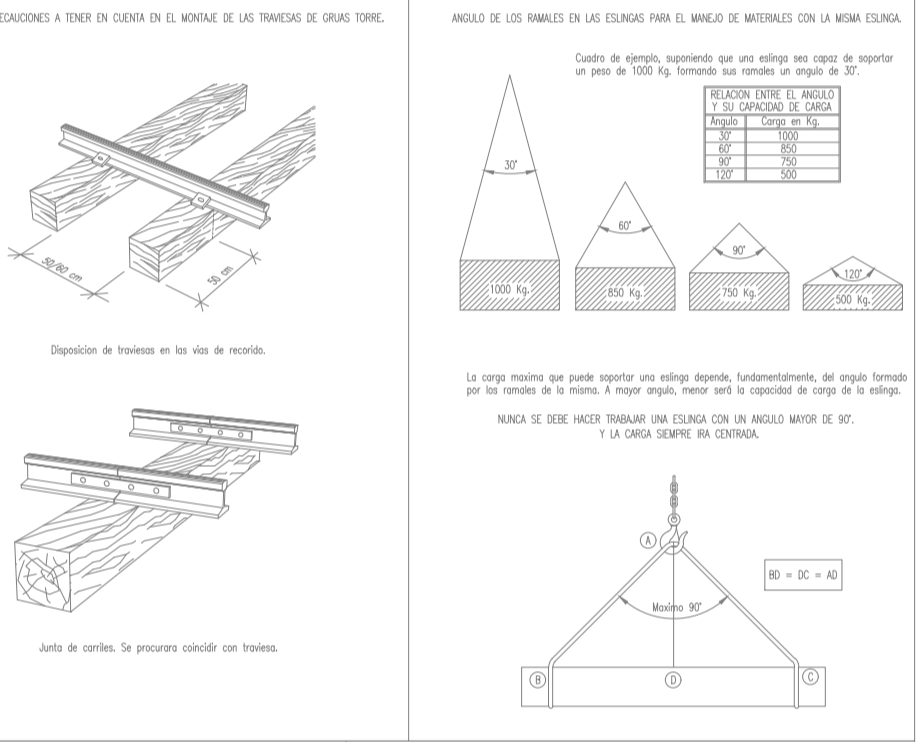 ECAUCIONES A TENER EN CUENTA EN EL MONTAJE DE LAS TRAVIESAS DE GRUAS TORRE.
50/60 cm
50 cm
Disposicion de traviesas en las vias de recorido.
Junta de carriles. Se procurara coincidir con traviesa.
ANGULO DE LOS RAMALES EN LAS ESLINGAS PARA EL MANEJO DE MATERIALES CON LA MISMA ESLINGA.
Cuadro de ejemplo, suponiendo que una eslinga sea capaz de soportar
un peso de 1000 Kg. formando sus ramales un angulo de 30°.
RELACION ENTRE EL ANGULO
Y SU CAPACIDAD DE CARGA
Angulo Carga en Kg.
30° 1000
60° 850
90° 750
120° 500
30°
60°
90°
120°
1000 Kg.
850 Kg.
750 Kg.
500 Kg.
La carga maxima que puede soportar una eslinga depende, fundamentalmente, del angulo formado
por los ramales de la misma. A mayor angulo, menor será la capacidad de carga de la eslinga.
NUNCA SE DEBE HACER TRABAJAR UNA ESLINGA CON UN ANGULO MAYOR DE 90°.
Y LA CARGA SIEMPRE IRA CENTRADA.
A
BD = DC = AD
Maximo 90°
B
D
C